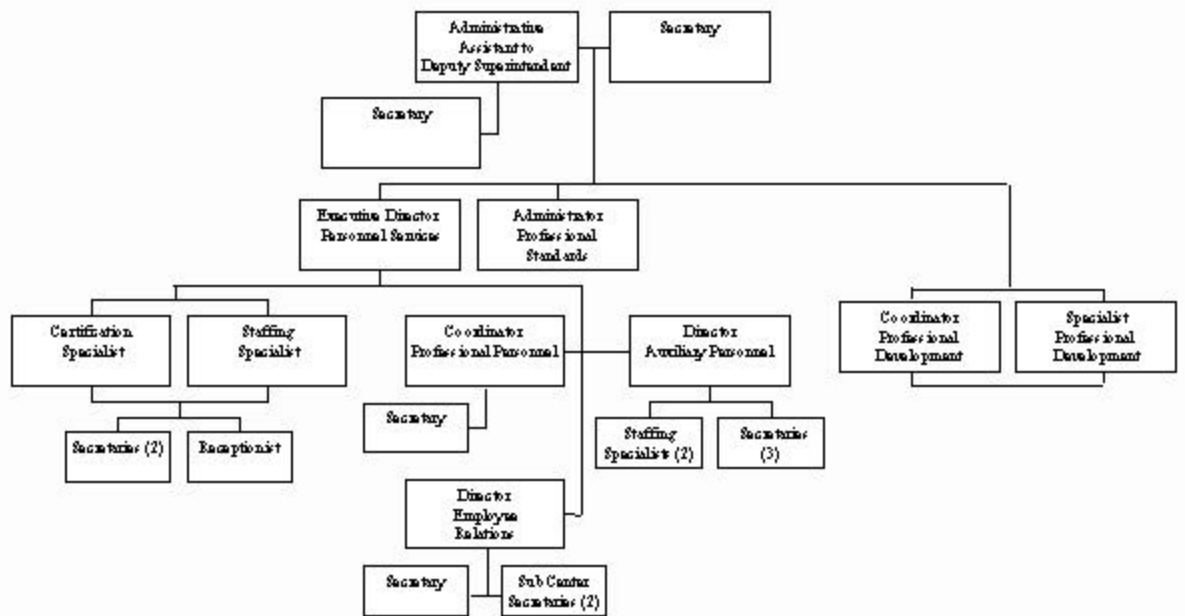 Administrative
Assistant to
Deputy Superintendent
Secretary
Secretary
Executive Director
Personnel Services
Administrator
Professional
Standards
Certification
Specialist
Staffing
Specialist
Coordinator
Professional Personnel
Director
Auxiliary Personnel
Coordinator
Professional
Development
Specialist
Professional
Development
Secretary
Secretaries (2)
Receptionist
Staffing
Specialists (2)
Secretaries
(3)
Director
Employee
Relations
Secretary
Sub Center
Secretaries (2)